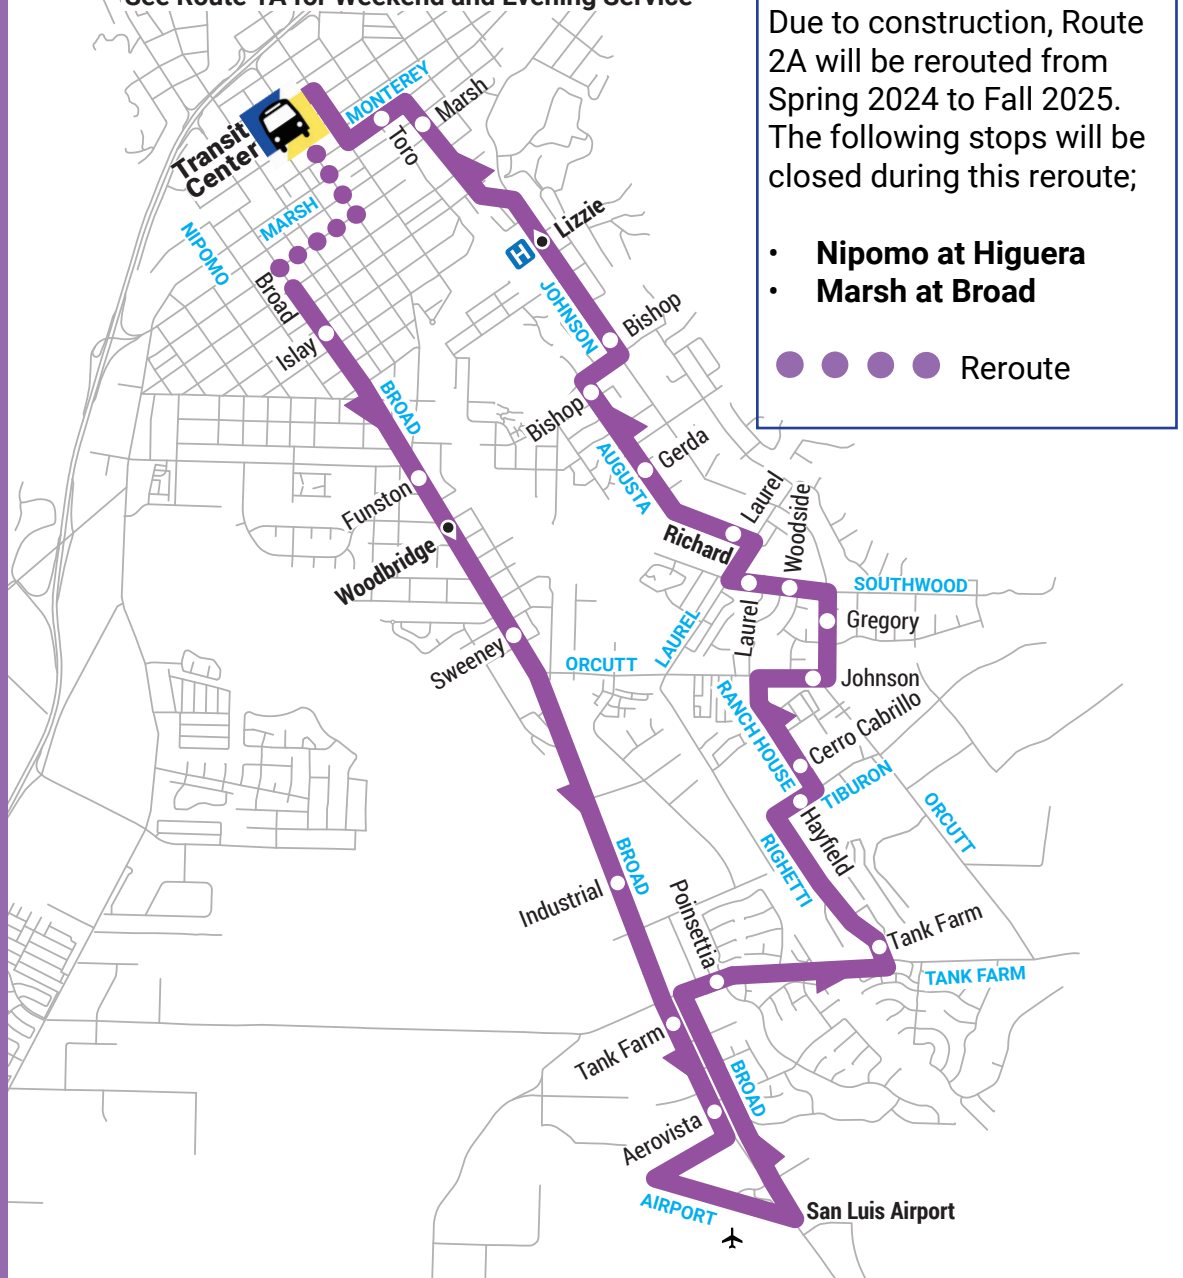 See Route 1A for Weekend and Evening Service
Due to construction, Route
2A will be rerouted from
Spring 2024 to Fall 2025.
The following stops will be
closed during this reroute;
• Nipomo at Higuera
• Marsh at Broad
Reroute
MONTEREY
Marsh
Toro
Transit
Center
MARSH
NIPOMO
Lizzie
H
Broad
JOHNSON
Bishop
Islay
BROAD
Bishop
Gerda
AUGUSTA
Laurel
Funston
Woodside
Richard
Woodbridge
SOUTHWOOD
Laurel
Gregory
LAUREL
Sweeney
ORCUTT
Johnson
RANCH HOUSE
Cerro Cabrillo
TIBURON
ORCUTT
Hayfield
BROAD
RIGHETTI
Industrial
Poinsettia
Tank Farm
TANK FARM
Tank Farm
BROAD
Aerovista
AIRPORT
San Luis Airport